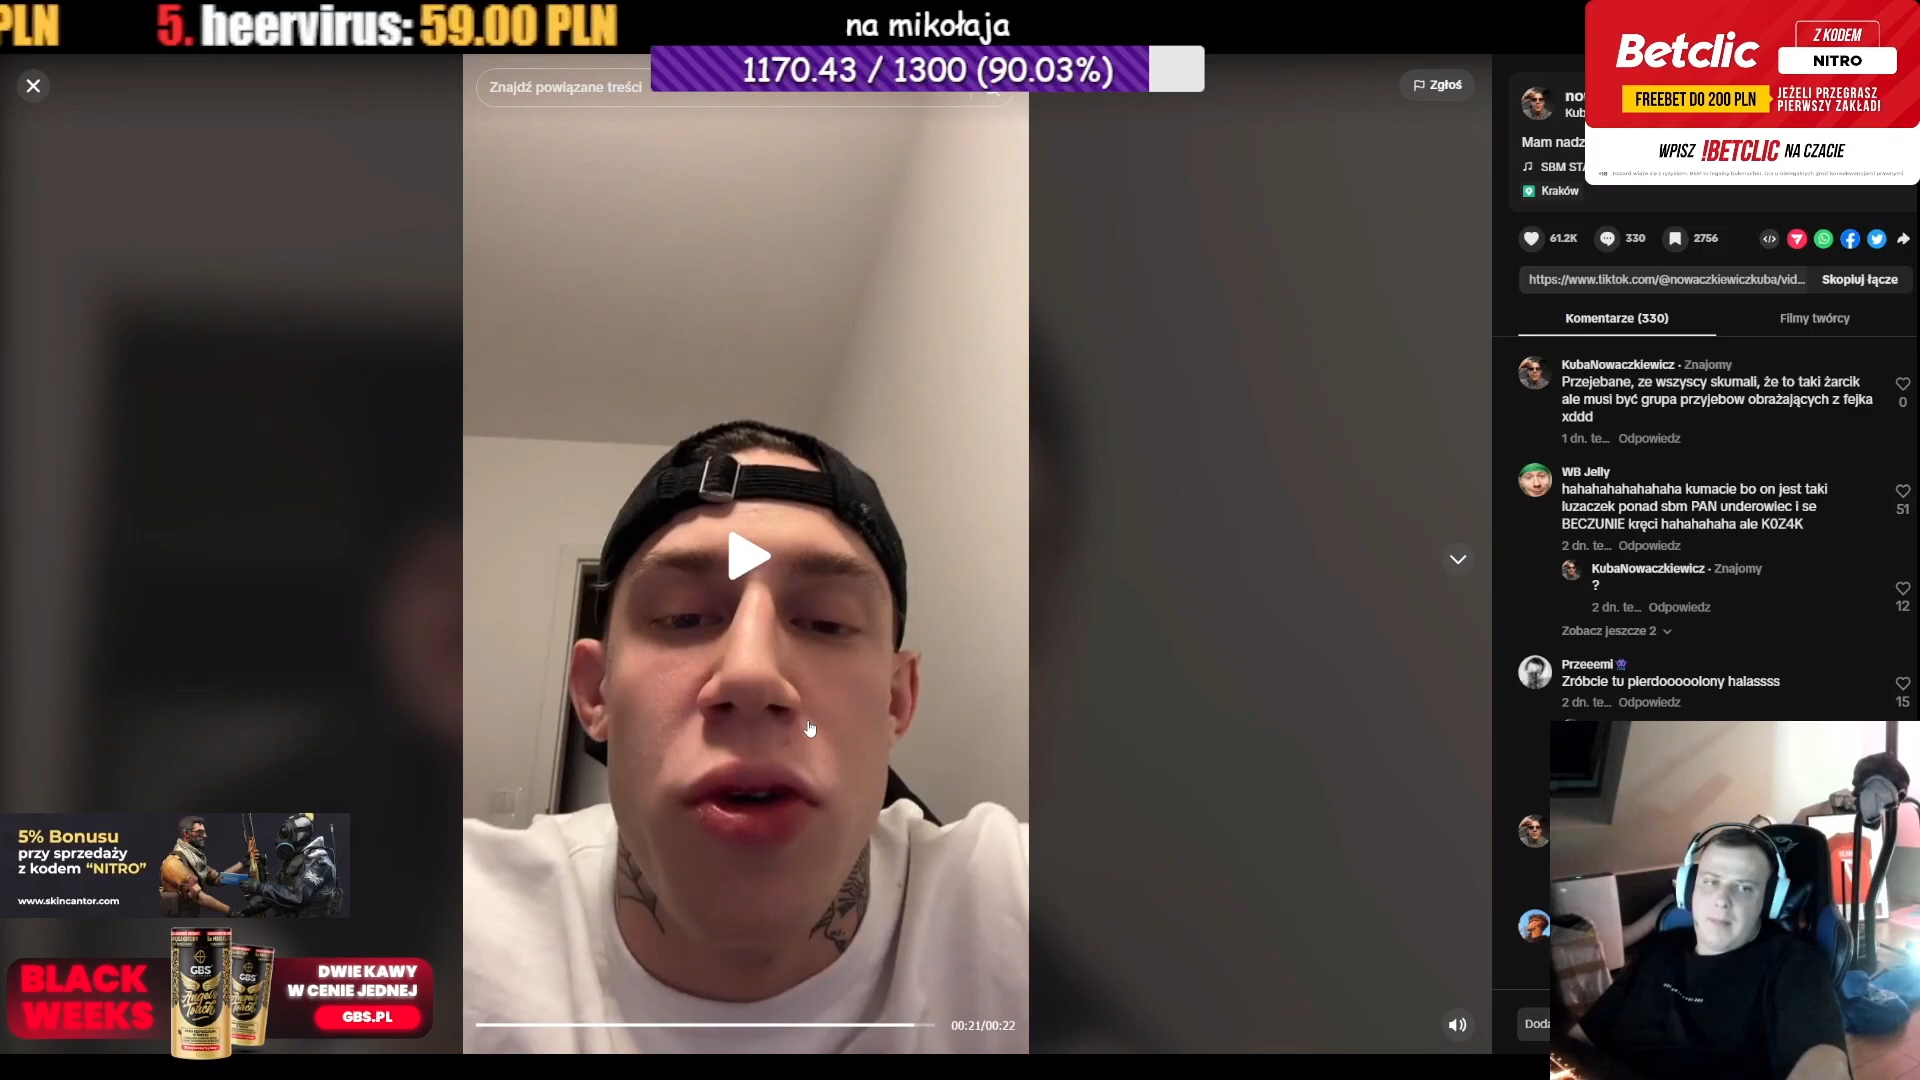 PLN
5. heervirus: 59.00 PLN
na mikołaja
1170.43 / 1300 (90.03%)
Znajdź powiązane treści
Zgłoś
Betclic
Z KODEM
NITRO
FREEBET DO 200 PLN
JEŻELI PRZEGRASZ
PIERWSZY ZAKŁAD!
WPISZ !BETCLIC NA CZACIE
Mam nadz
SBM STA
Kraków
61.2K
330
2756
https://www.tiktok.com/@nowaczkiewiczkuba/vid...
Skopiuj łącze
Komentarze (330)
Filmy twórcy
KubaNowaczkiewicz · Znajomy
Przejebane, ze wszyscy skumali, że to taki żarcik
ale musi być grupa przyjebow obrażających z fejka
xddd
0
1 dn. te... Odpowiedz
WB Jelly
hahahahahahahaha kumacie bo on jest taki
luzaczek ponad sbm PAN underowiec i se
BECZUNIE kręci hahahahaha ale K0Z4K
51
2 dn. te... Odpowiedz
KubaNowaczkiewicz · Znajomy
?
12
2 dn. te... Odpowiedz
Zobacz jeszcze 2
Przeeemi
Zróbcie tu pierdooooolony halassss
15
2 dn. te... Odpowiedz
5% Bonusu
przy sprzedaży
z kodem “NITRO”
www.skincantor.com
BLACK
WEEKS
GBS
Angel's
Touch
DWIE KAWY
W CENIE JEDNEJ
GBS.PL
00:21/00:22
Doda